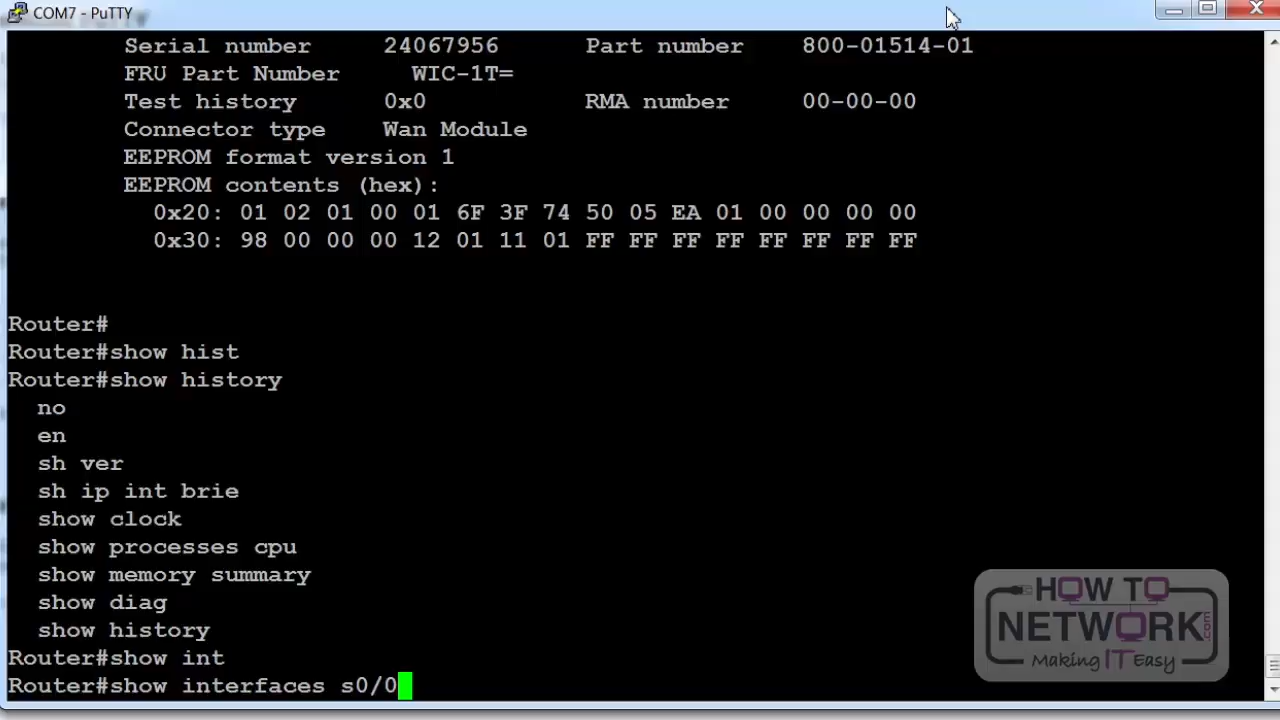 COM7 - PuTTY
Serial number 24067956 Part number 800-01514-01
FRU Part Number WIC-1T=
Test history 0x0 RMA number 00-00-00
Connector type Wan Module
EEPROM format version 1
EEPROM contents (hex):
0x20: 01 02 01 00 01 6F 3F 74 50 05 EA 01 00 00 00 00
0x30: 98 00 00 00 12 01 11 01 FF FF FF FF FF FF FF FF
Router#
Router#show hist
Router#show history
no
en
sh ver
sh ip int brie
show clock
show processes cpu
show memory summary
show diag
show history
Router#show int
Router#show interfaces s0/0
HOW TO
NETWORK.com
Making IT Easy